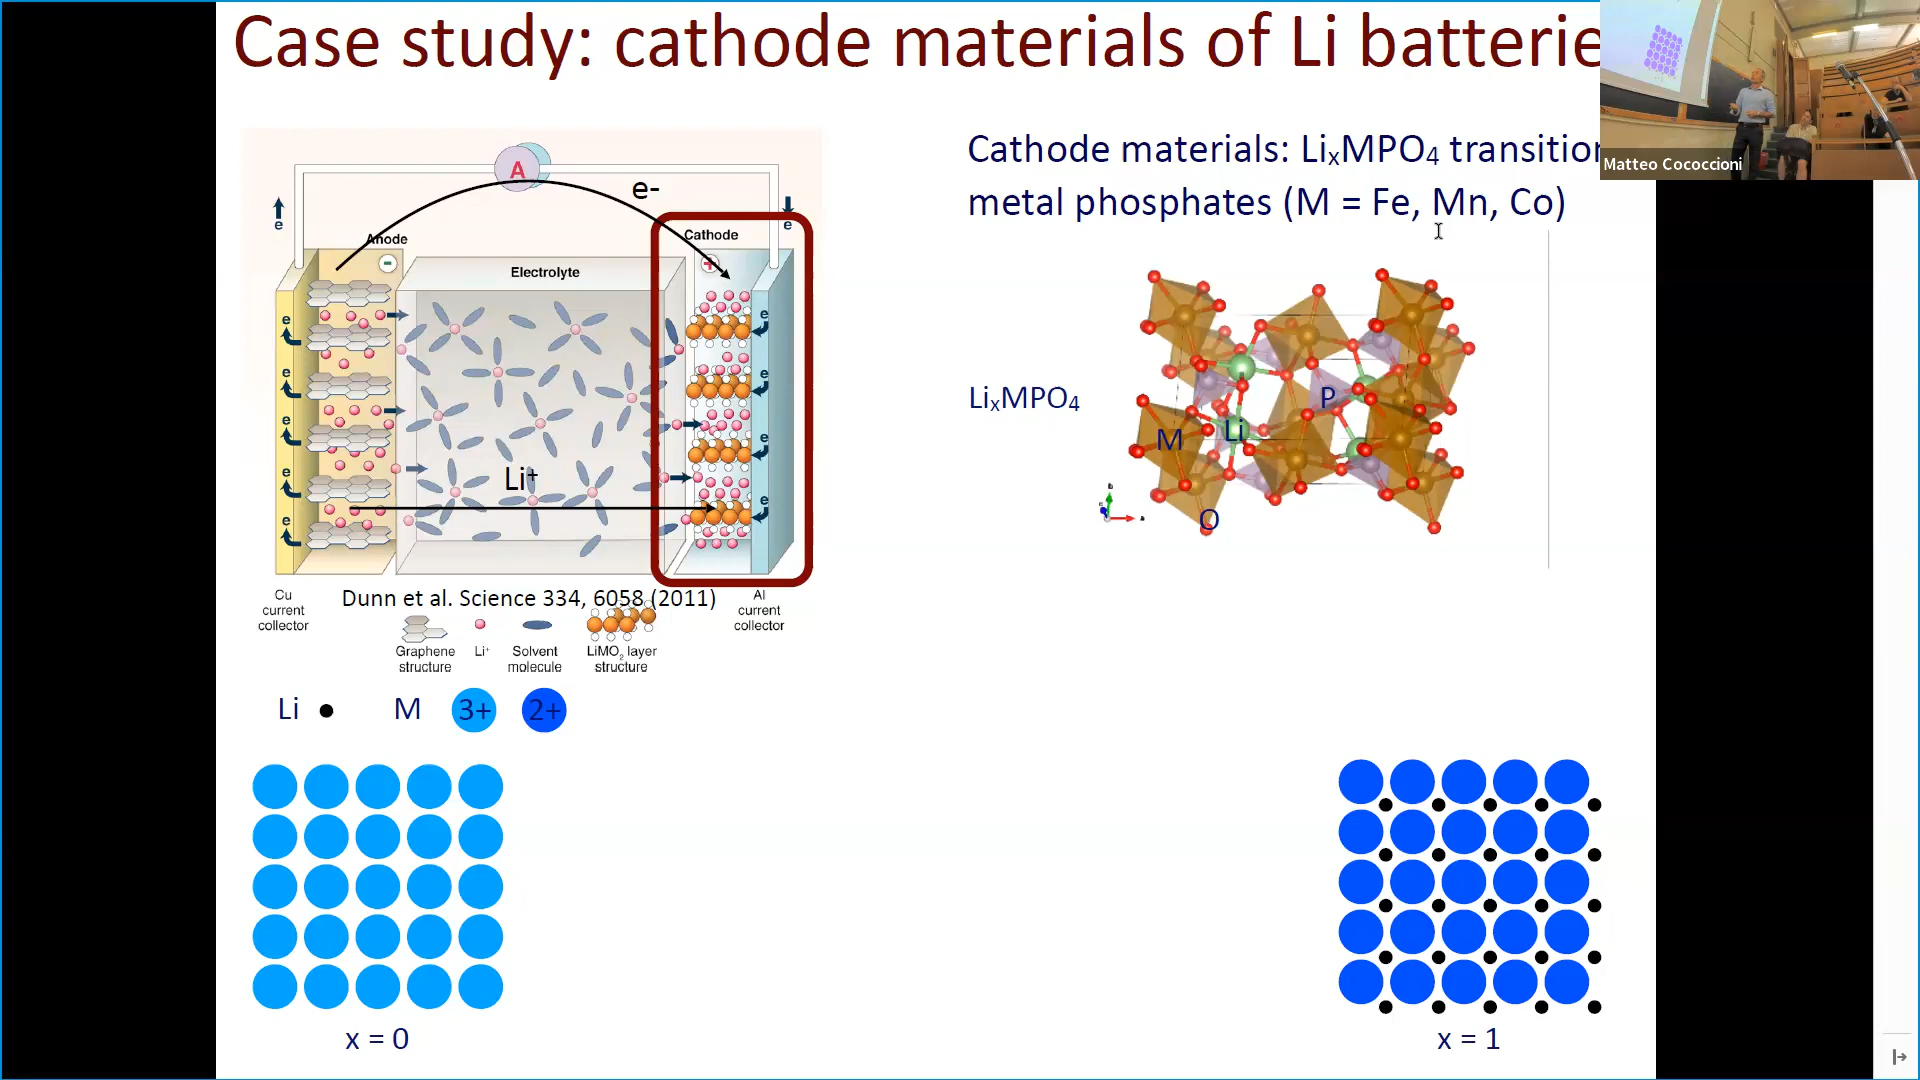 Case study: cathode materials of Li batterie
Matteo Cococcioni
Cathode materials: LiₓMPO₄ transition
metal phosphates (M = Fe, Mn, Co)
A
e-
e
e
Anode
Cathode
-
+
Electrolyte
e
e
e
e
e
e
e
e
e
Li⁺
LiₓMPO₄
M
Li
P
O
Cu
current
collector
Dunn et al. Science 334, 6058 (2011)
Al
current
collector
Graphene
structure
Li⁺
Solvent
molecule
LiMO₂ layer
structure
Li
M
3+
2+
x = 0
x = 1